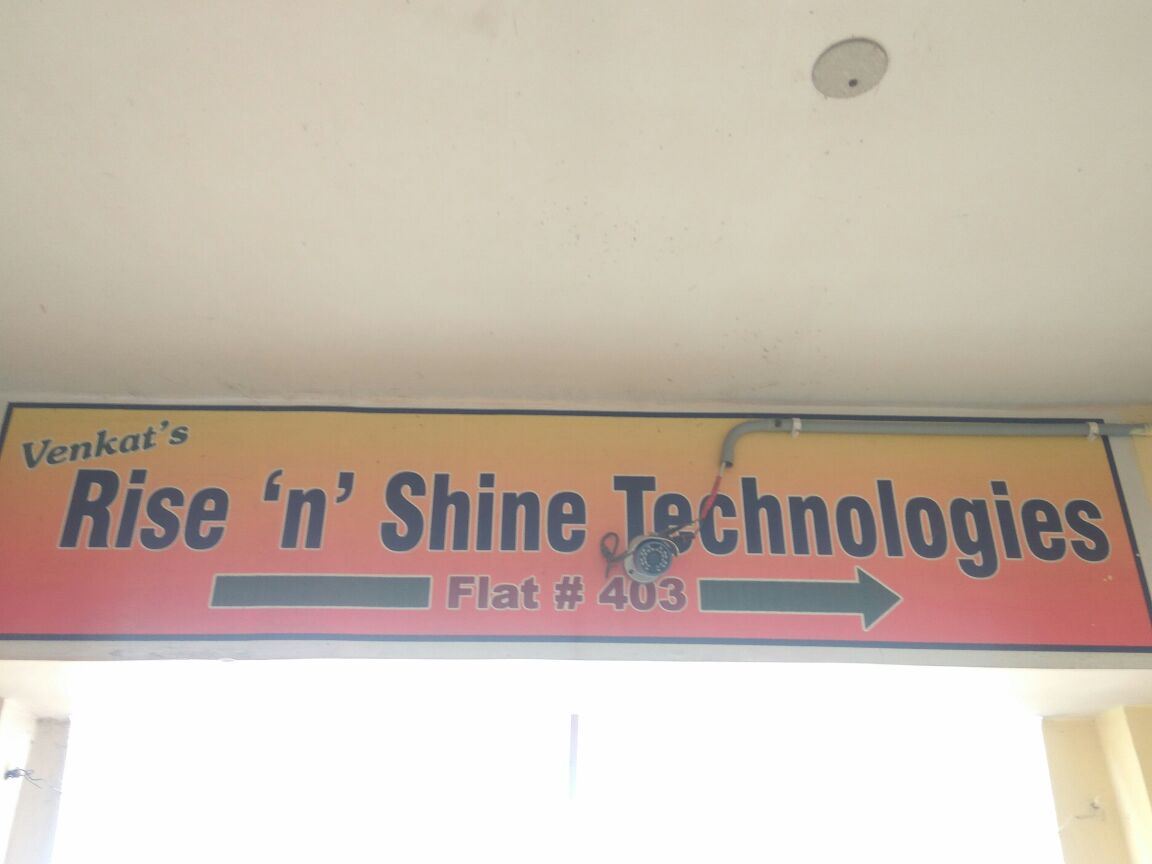 Venkat's
Rise 'n' Shine Technologies
Flat # 403